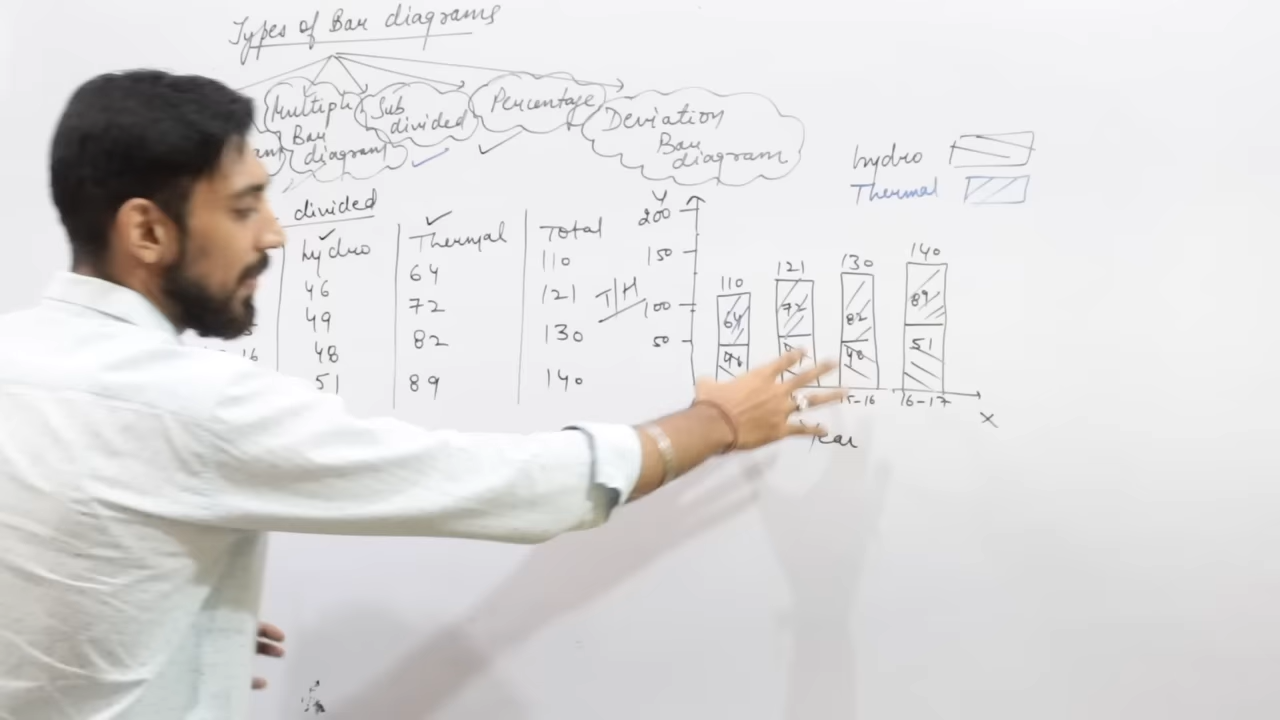 Types of Bar diagrams
Multiple
Bar
diagram
Sub
divided
Percentage
Deviation
Bar
diagram
hydro
Thermal
divided
hydro Thermal Total
46 64 110
49 72 121
48 82 130
51 89 140
T/H
Y
200
150
100
50
110 121 130 140
64 72 82 89
46 48 51
15-16 16-17
X
Year